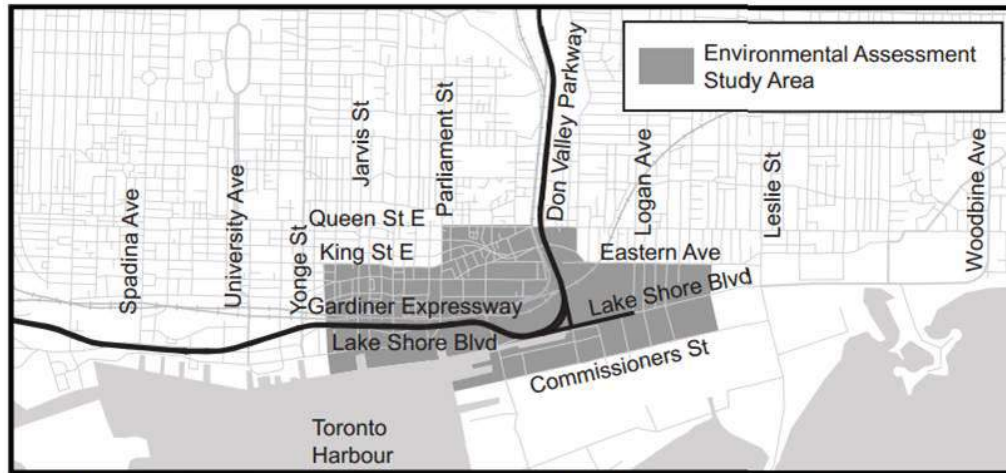 Environmental Assessment
Study Area
Don Valley Parkway
Parliament St
Jarvis St
Logan Ave
Leslie St
Woodbine Ave
University Ave
Spadina Ave
Yonge St
Queen St E
King St E
Eastern Ave
Gardiner Expressway
Lake Shore Blvd
Lake Shore Blvd
Commissioners St
Toronto
Harbour